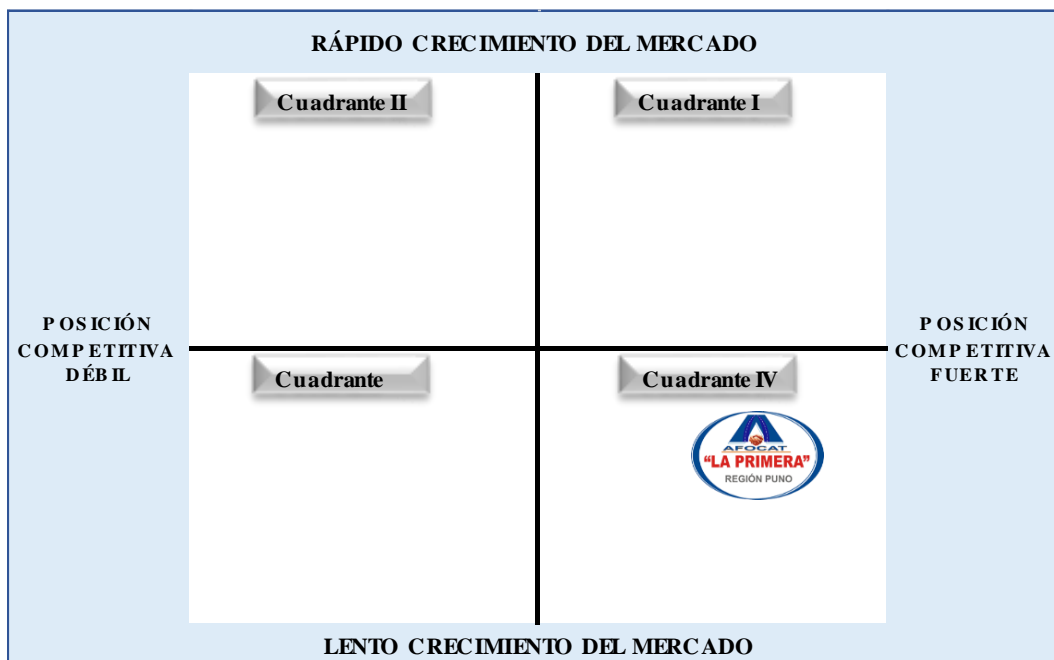 RÁPIDO CRECIMIENTO DEL MERCADO
Cuadrante II
Cuadrante I
POSICIÓN
COMPETITIVA
DÉBIL
POSICIÓN
COMPETITIVA
FUERTE
Cuadrante
Cuadrante IV
AFOCAT
“LA PRIMERA”
REGIÓN PUNO
LENTO CRECIMIENTO DEL MERCADO